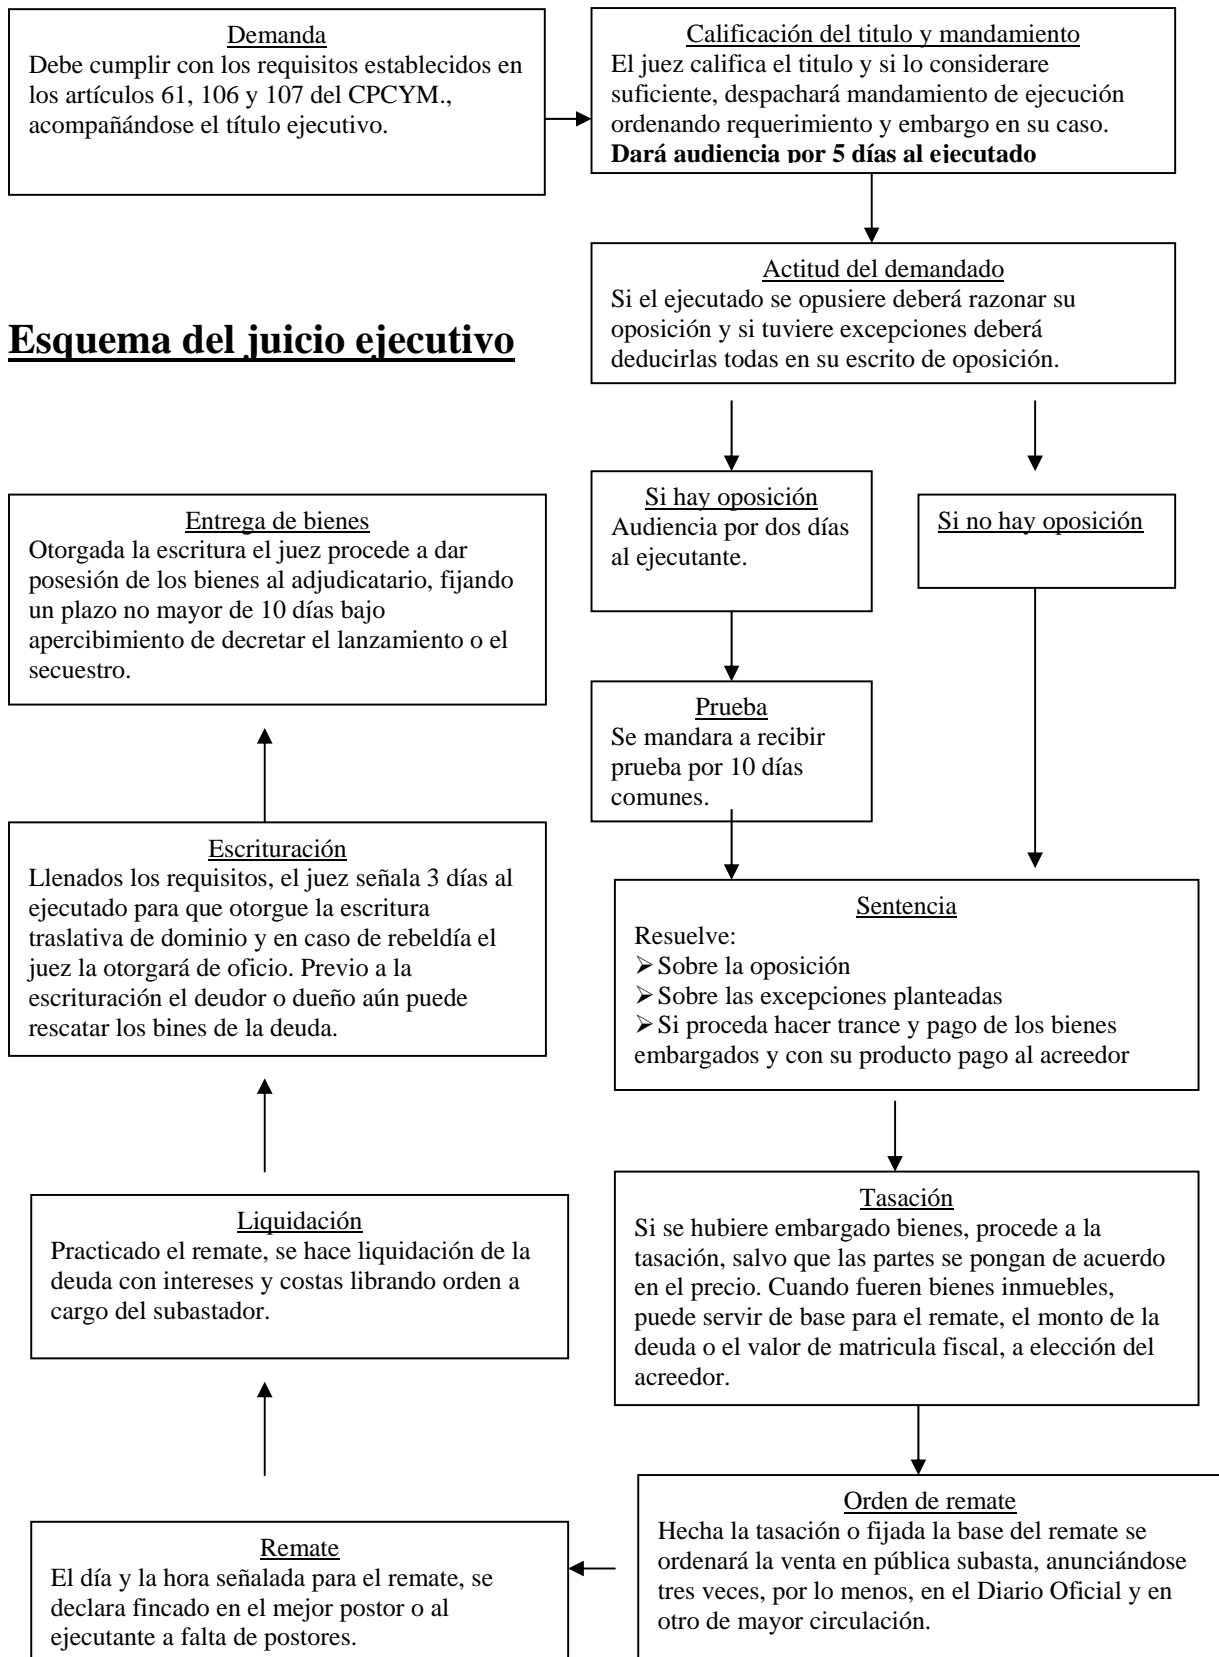 Demanda
Debe cumplir con los requisitos establecidos en
los artículos 61, 106 y 107 del CPCYM.,
acompañándose el título ejecutivo.
Calificación del titulo y mandamiento
El juez califica el titulo y si lo considerare
suficiente, despachará mandamiento de ejecución
ordenando requerimiento y embargo en su caso.
Dará audiencia por 5 días al ejecutado
Actitud del demandado
Si el ejecutado se opusiere deberá razonar su
oposición y si tuviere excepciones deberá
deducirlas todas en su escrito de oposición.
Esquema del juicio ejecutivo
Si hay oposición
Audiencia por dos días
al ejecutante.
Si no hay oposición
Prueba
Se mandara a recibir
prueba por 10 días
comunes.
Sentencia
Resuelve:
➢ Sobre la oposición
➢ Sobre las excepciones planteadas
➢ Si proceda hacer trance y pago de los bienes
embargados y con su producto pago al acreedor
Tasación
Si se hubiere embargado bienes, procede a la
tasación, salvo que las partes se pongan de acuerdo
en el precio. Cuando fueren bienes inmuebles,
puede servir de base para el remate, el monto de la
deuda o el valor de matricula fiscal, a elección del
acreedor.
Orden de remate
Hecha la tasación o fijada la base del remate se
ordenará la venta en pública subasta, anunciándose
tres veces, por lo menos, en el Diario Oficial y en
otro de mayor circulación.
Remate
El día y la hora señalada para el remate, se
declara fincado en el mejor postor o al
ejecutante a falta de postores.
Liquidación
Practicado el remate, se hace liquidación de la
deuda con intereses y costas librando orden a
cargo del subastador.
Escrituración
Llenados los requisitos, el juez señala 3 días al
ejecutado para que otorgue la escritura
traslativa de dominio y en caso de rebeldía el
juez la otorgará de oficio. Previo a la
escrituración el deudor o dueño aún puede
rescatar los bines de la deuda.
Entrega de bienes
Otorgada la escritura el juez procede a dar
posesión de los bienes al adjudicatario, fijando
un plazo no mayor de 10 días bajo
apercibimiento de decretar el lanzamiento o el
secuestro.